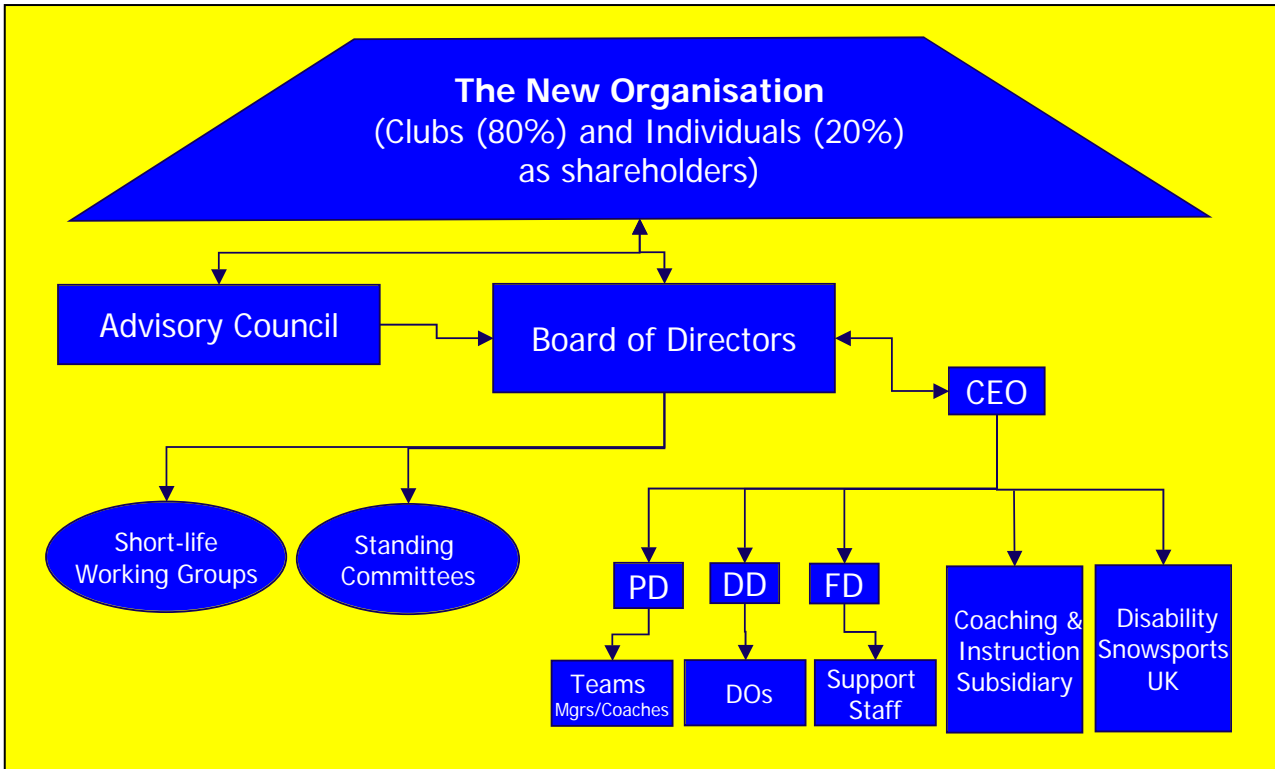 The New Organisation
(Clubs (80%) and Individuals (20%)
as shareholders)
Advisory Council
Board of Directors
CEO
Short-life
Working Groups
Standing
Committees
PD
DD
FD
Coaching &
Instruction
Subsidiary
Disability
Snowsports
UK
Teams
Mgrs/Coaches
DOs
Support
Staff